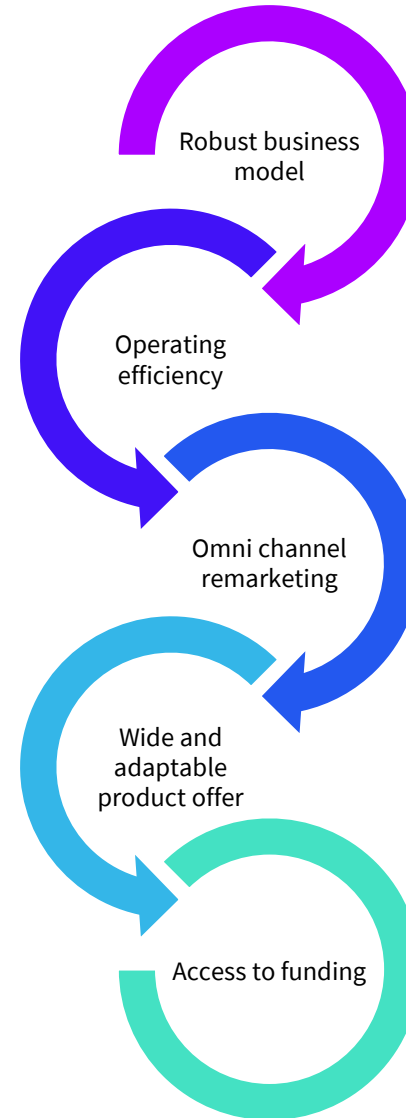 Robust business
model
Operating
efficiency
Omni channel
remarketing
Wide and
adaptable
product offer
Access to funding